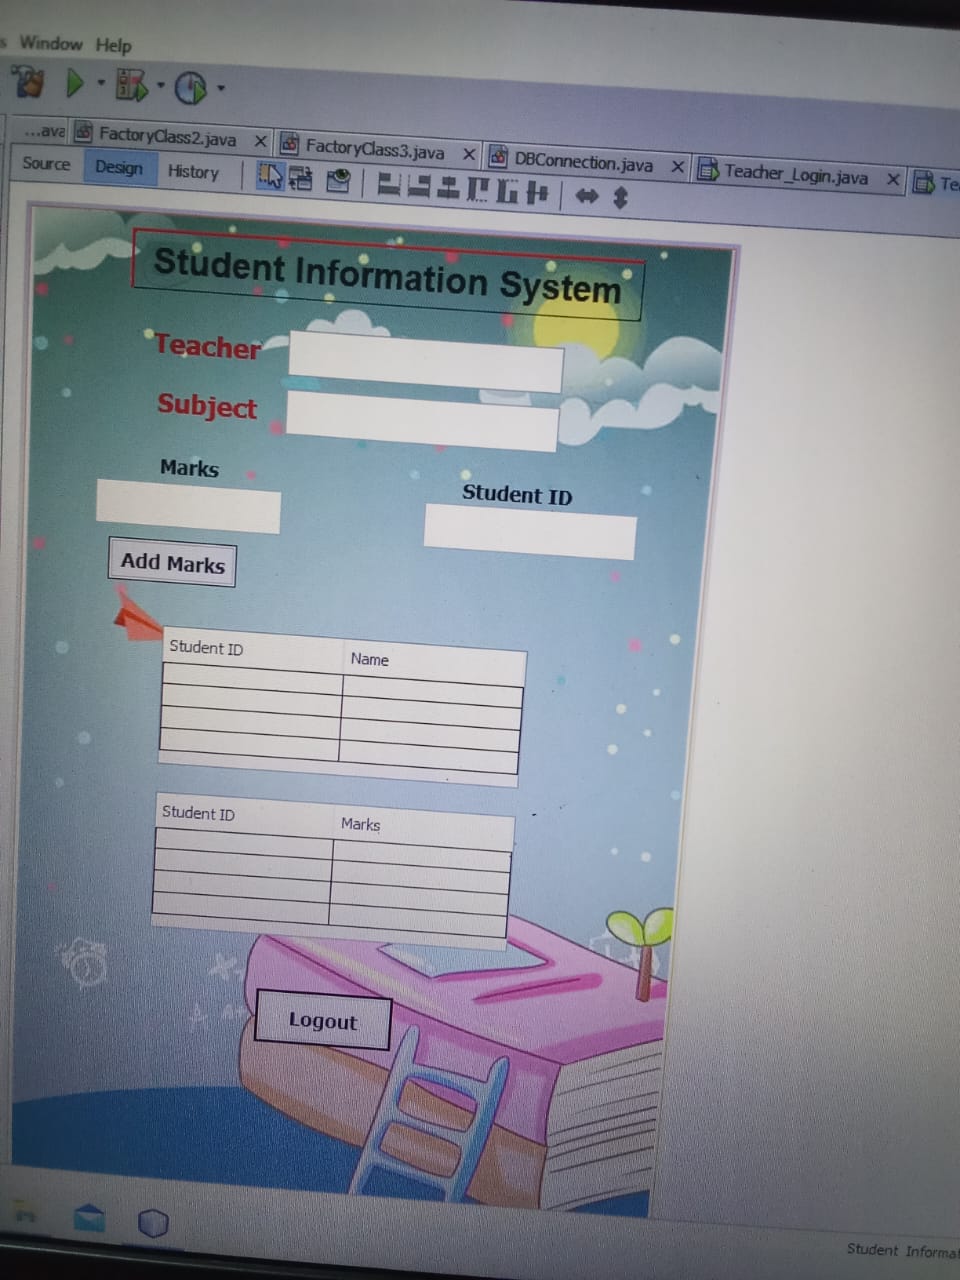 s Window Help
...ava FactoryClass2.java X FactoryClass3.java X DBConnection.java X Teacher_Login.java X Te
Source Design History
Student Information System
Teacher
Subject
Marks
Student ID
Add Marks
Student ID Name
Student ID Marks
Logout
Student Informa